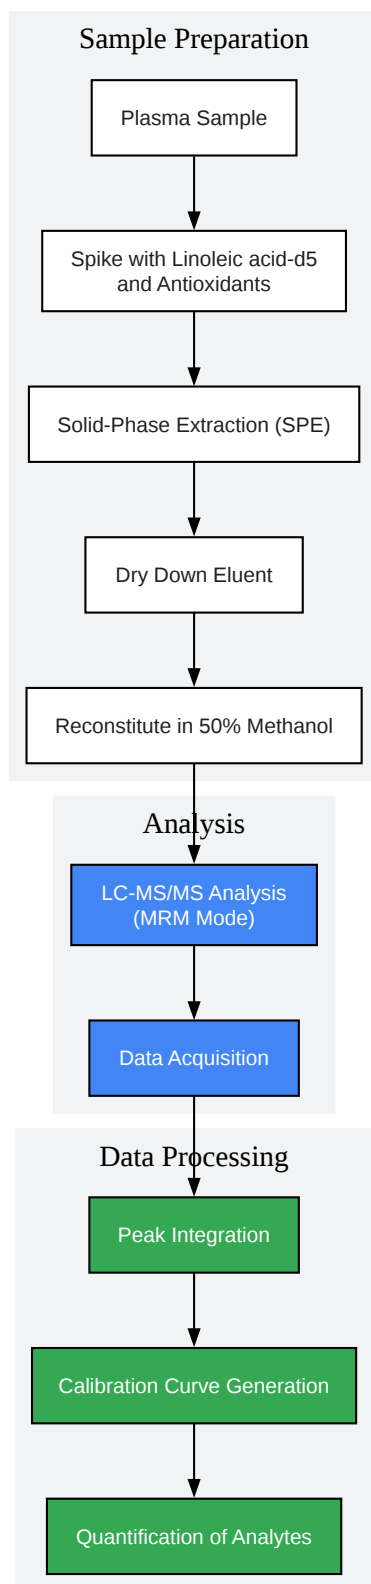 Sample Preparation
Plasma Sample
Spike with Linoleic acid-d5
and Antioxidants
Solid-Phase Extraction (SPE)
Dry Down Eluent
Reconstitute in 50% Methanol
Analysis
LC-MS/MS Analysis
(MRM Mode)
Data Acquisition
Data Processing
Peak Integration
Calibration Curve Generation
Quantification of Analytes